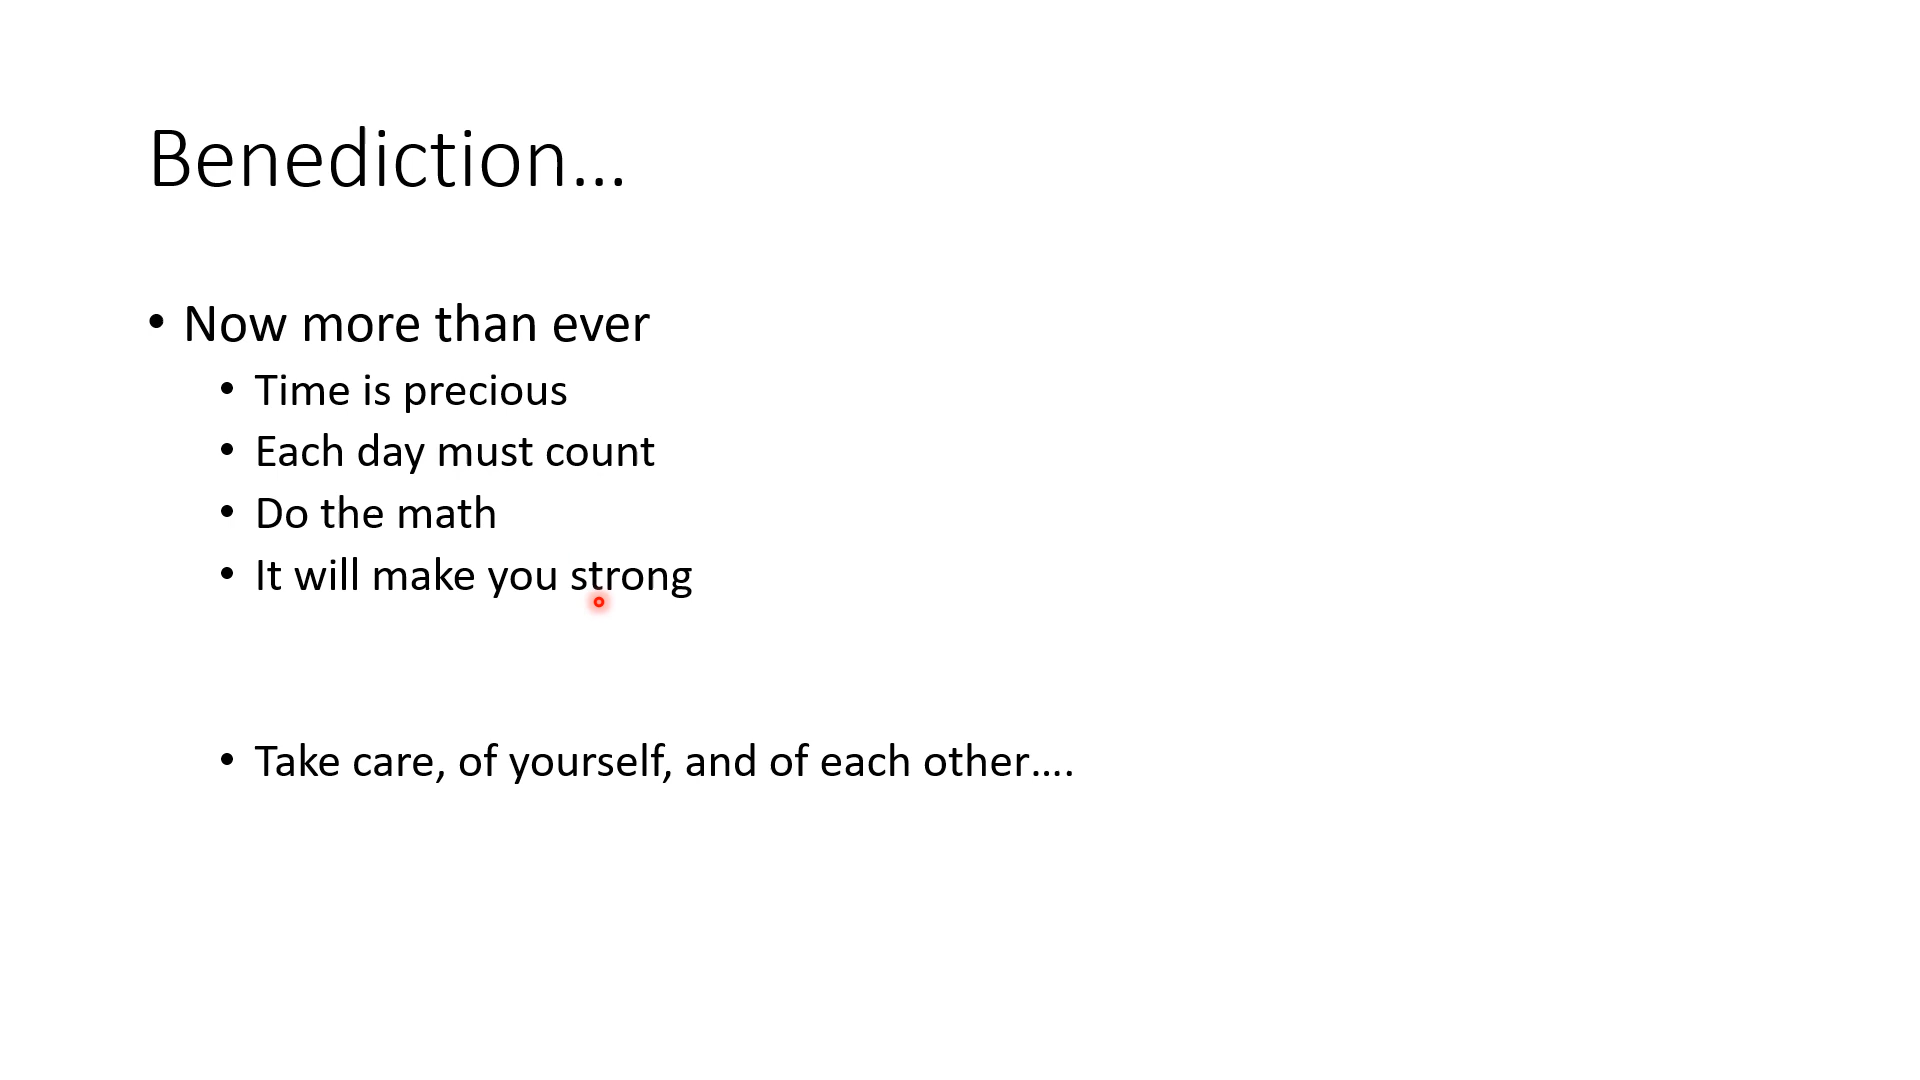 Benediction…
• Now more than ever
• Time is precious
• Each day must count
• Do the math
• It will make you strong
• Take care, of yourself, and of each other….